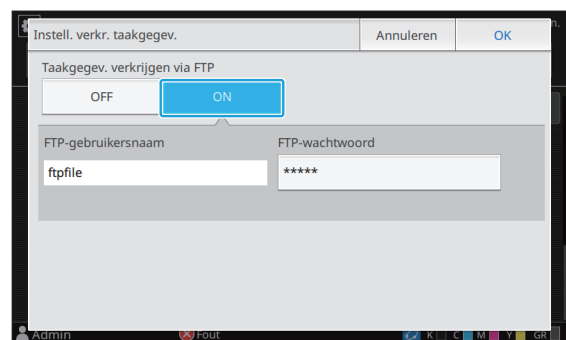 Instell. verkr. taakgegev.
Annuleren
OK
Taakgegev. verkrijgen via FTP
OFF
ON
FTP-gebruikersnaam
FTP-wachtwoord
ftpfile
*****
Admin
Fout
K
C
M
Y
GR